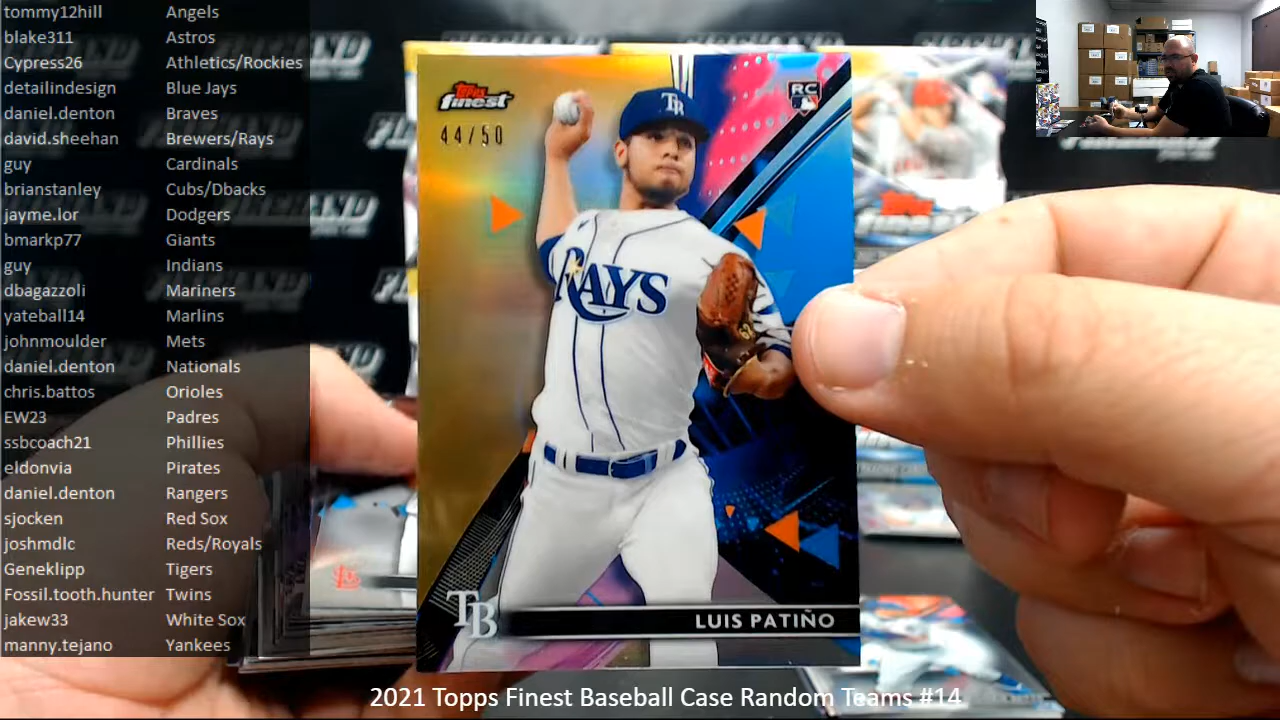 tommy12hill Angels
blake311 Astros
Cypress26 Athletics/Rockies
detailindesign Blue Jays
daniel.denton Braves
david.sheehan Brewers/Rays
guy Cardinals
brianstanley Cubs/Dbacks
jayme.lor Dodgers
bmarkp77 Giants
guy Indians
dbagazzoli Mariners
yateball14 Marlins
johnmoulder Mets
daniel.denton Nationals
chris.battos Orioles
EW23 Padres
ssbcoach21 Phillies
eldonvia Pirates
daniel.denton Rangers
sjocken Red Sox
joshmdlc Reds/Royals
Geneklipp Tigers
Fossil.tooth.hunter Twins
jakew33 White Sox
manny.tejano Yankees
Topps
finest
44/50
RC
TB
RAYS
TB
LUIS PATIÑO
finest
2021 Topps Finest Baseball Case Random Teams #14